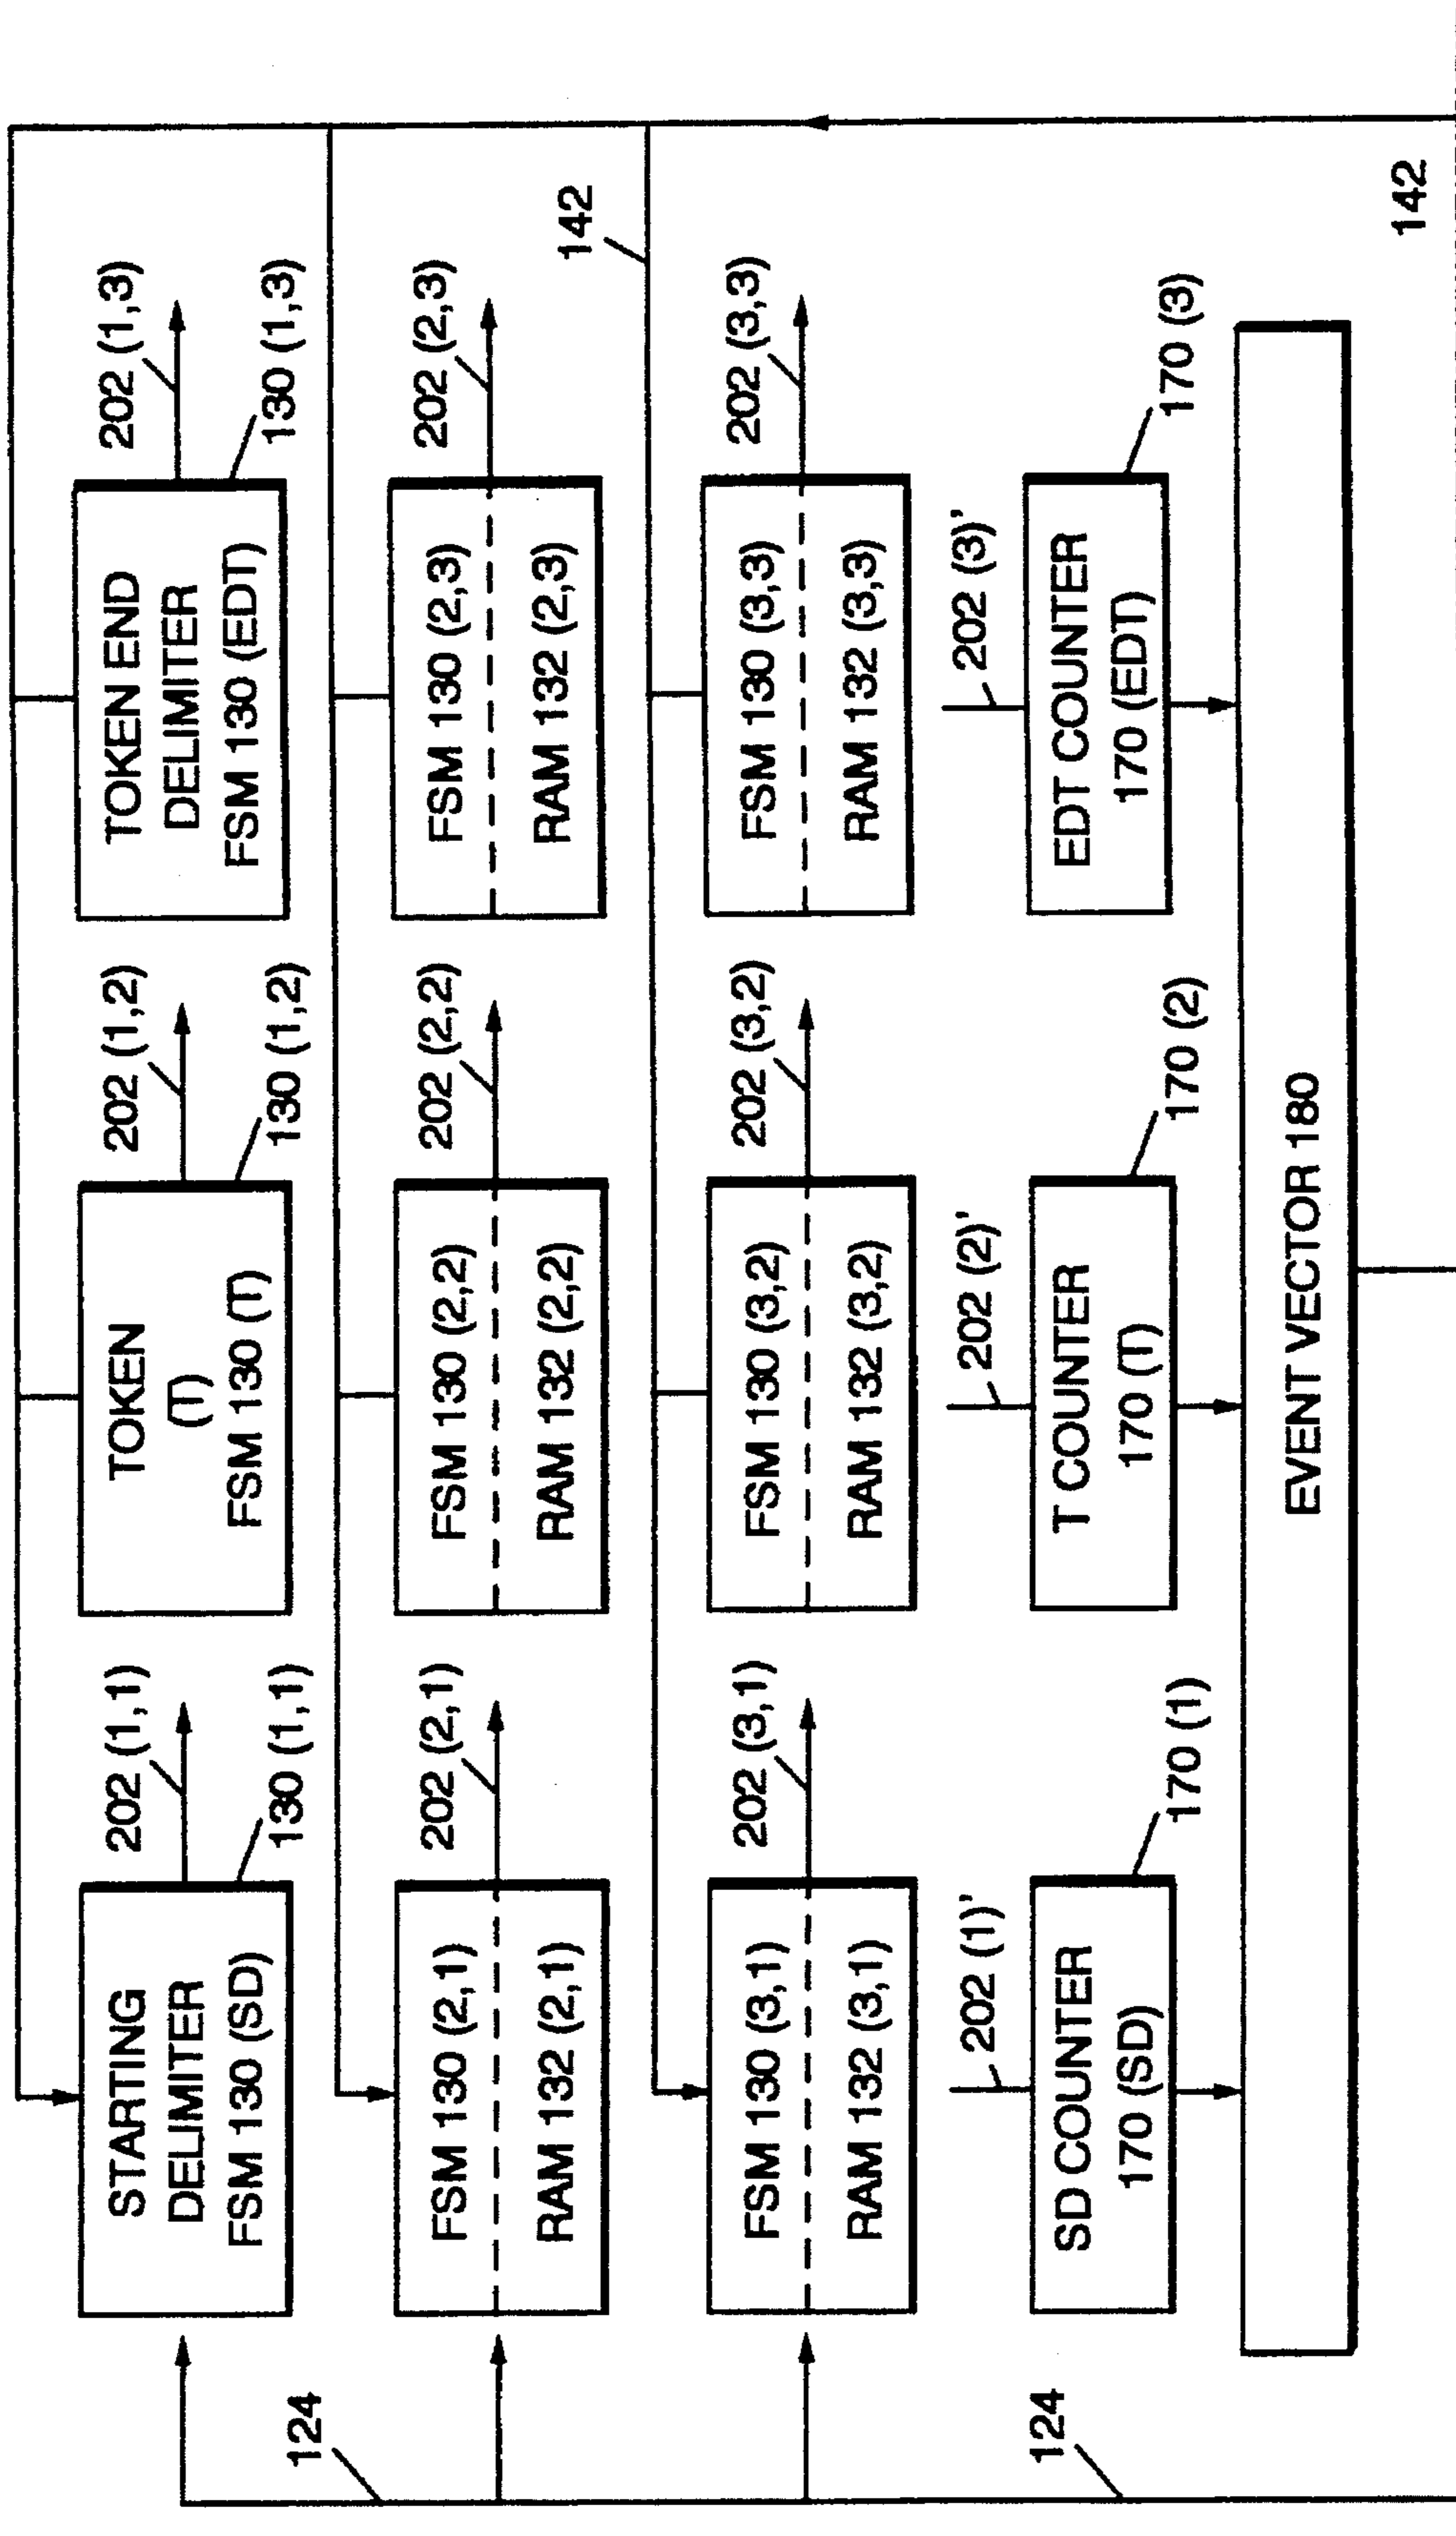 STARTING
DELIMITER
FSM 130 (SD)
202 (1,1)
130 (1,1)
TOKEN
(T)
FSM 130 (T)
202 (1,2)
130 (1,2)
TOKEN END
DELIMITER
FSM 130 (EDT)
202 (1,3)
130 (1,3)
124
FSM 130 (2,1)
RAM 132 (2,1)
202 (2,1)
FSM 130 (2,2)
RAM 132 (2,2)
202 (2,2)
FSM 130 (2,3)
RAM 132 (2,3)
202 (2,3)
142
FSM 130 (3,1)
RAM 132 (3,1)
202 (3,1)
FSM 130 (3,2)
RAM 132 (3,2)
202 (3,2)
FSM 130 (3,3)
RAM 132 (3,3)
202 (3,3)
124
202 (1)'
SD COUNTER
170 (SD)
170 (1)
202 (2)'
T COUNTER
170 (T)
170 (2)
202 (3)'
EDT COUNTER
170 (EDT)
170 (3)
EVENT VECTOR 180
142